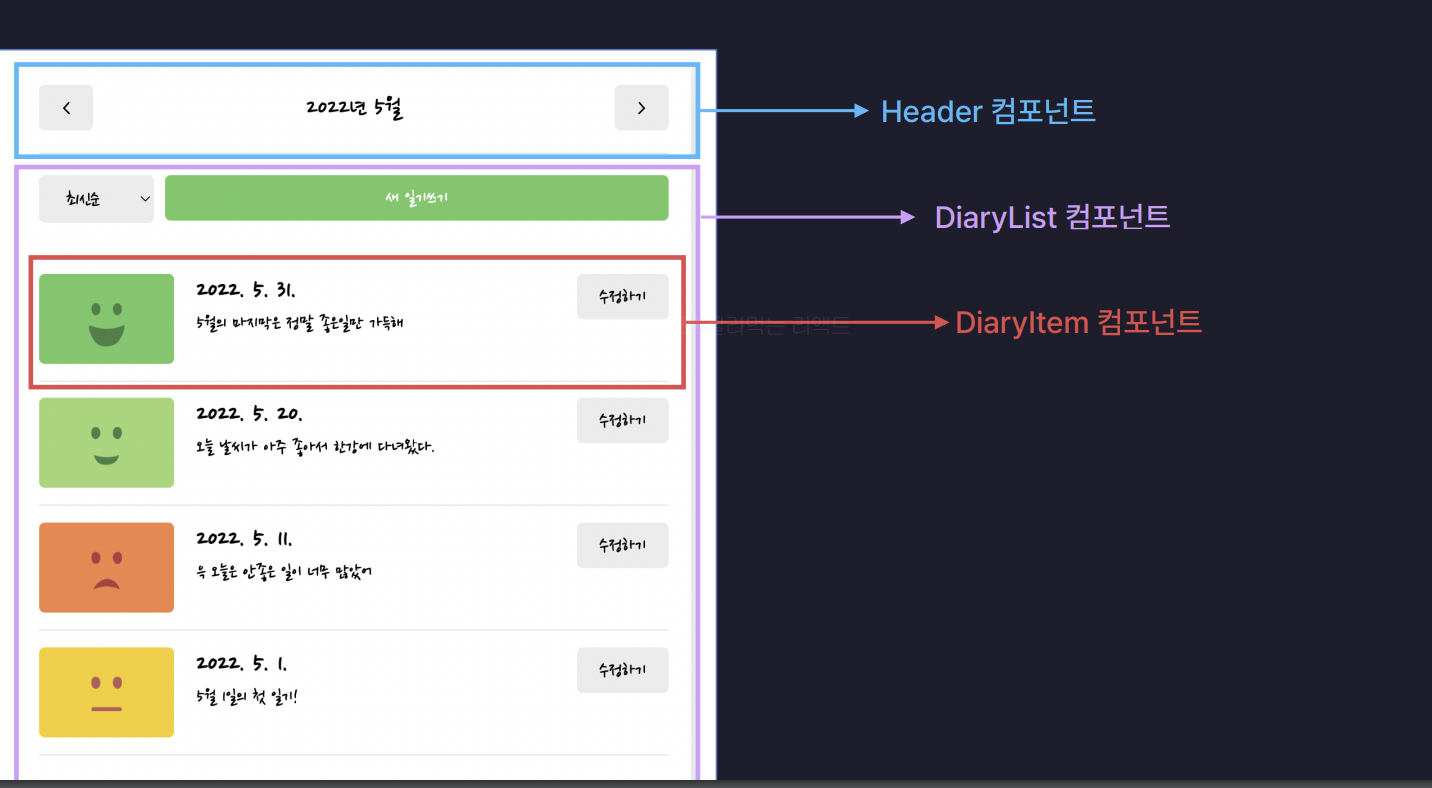 2022년 5월
Header 컴포넌트
최신순
새 일기쓰기
DiaryList 컴포넌트
2022. 5. 31.
5월의 마지막은 정말 좋은일만 가득해
수정하기
DiaryItem 컴포넌트
2022. 5. 20.
오늘 날씨가 아주 좋아서 한강에 다녀왔다.
수정하기
2022. 5. 11.
윽 오늘은 안좋은 일이 너무 많았어
수정하기
2022. 5. 1.
5월 1일의 첫 일기!
수정하기